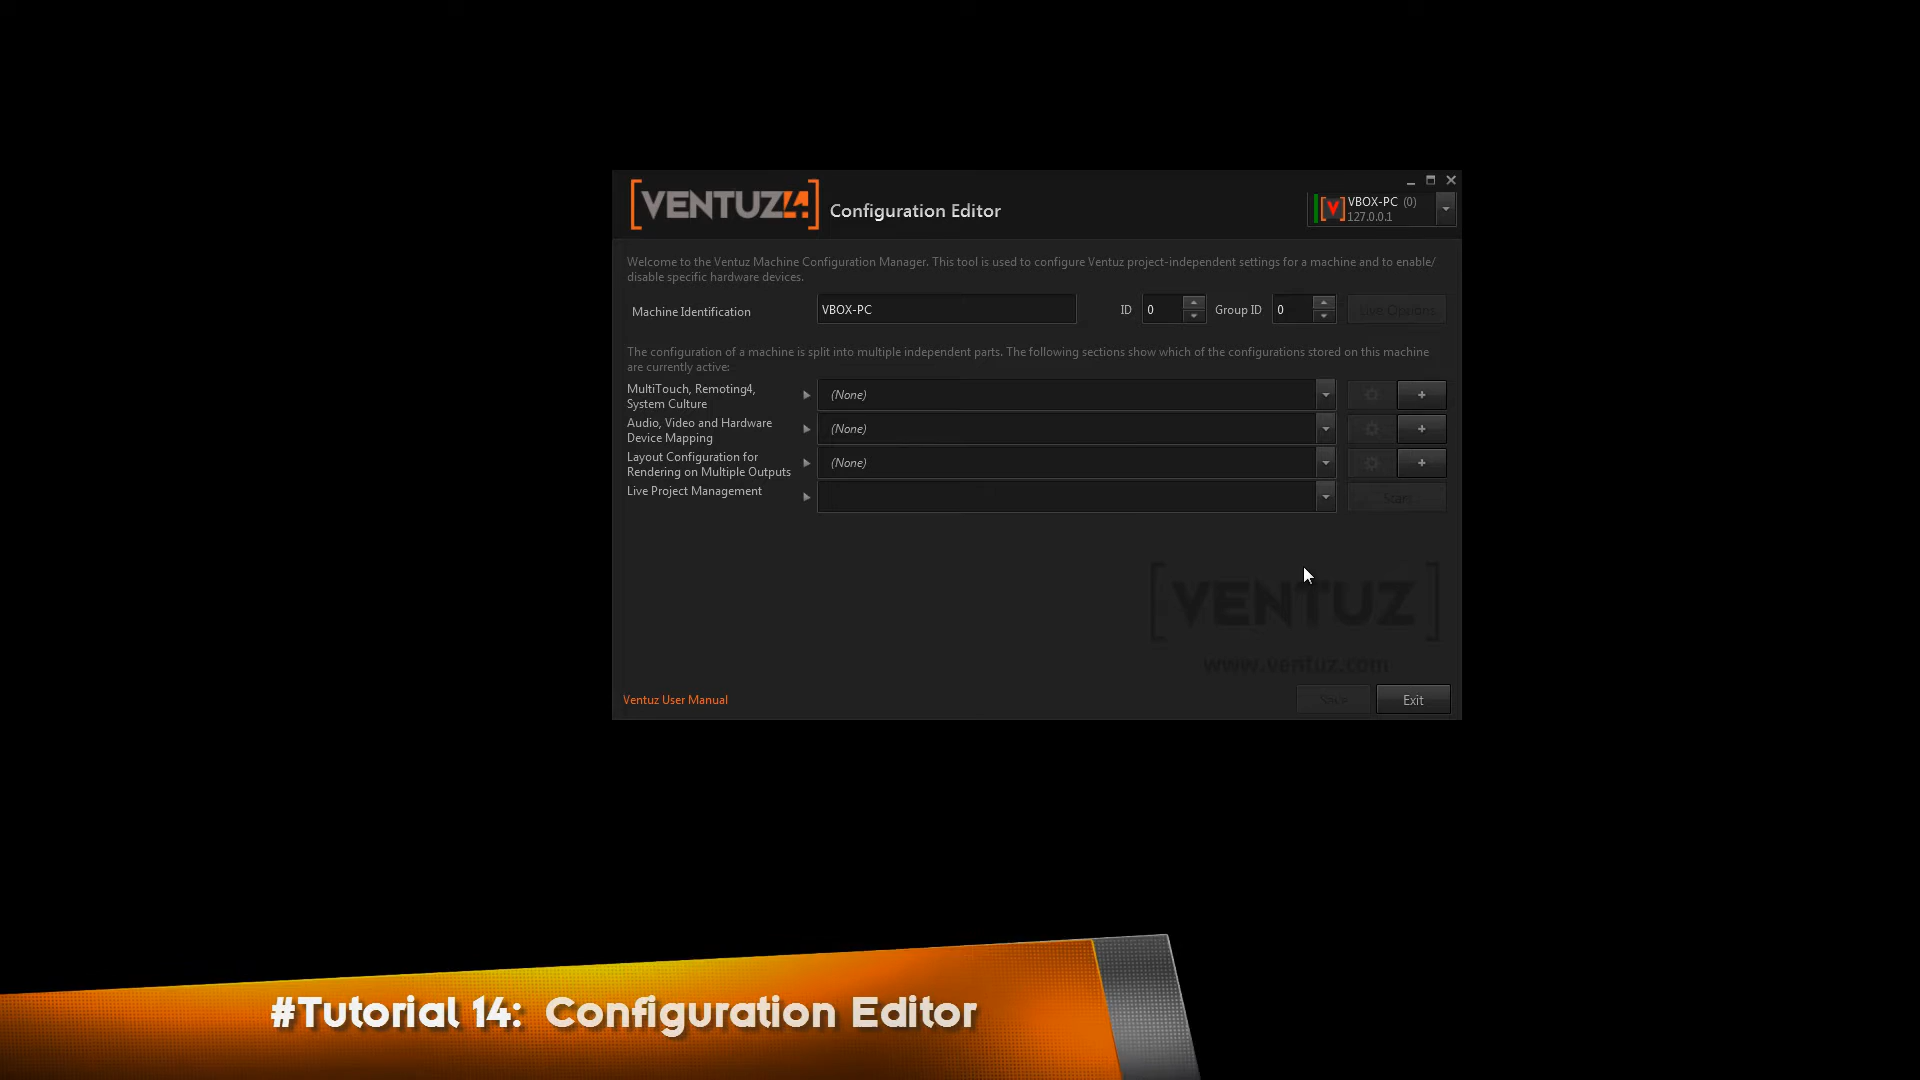 [VENTUZ4]
Configuration Editor
VBOX-PC (0)
127.0.0.1
Welcome to the Ventuz Machine Configuration Manager. This tool is used to configure Ventuz project-independent settings for a machine and to enable/
disable specific hardware devices.
Machine Identification
VBOX-PC
ID
0
Group ID
0
Live Options
The configuration of a machine is split into multiple independent parts. The following sections show which of the configurations stored on this machine
are currently active:
MultiTouch, Remoting4,
System Culture
(None)
+
Audio, Video and Hardware
Device Mapping
(None)
+
Layout Configuration for
Rendering on Multiple Outputs
(None)
+
Live Project Management
[VENTUZ]
www.ventuz.com
Ventuz User Manual
Save
Exit
#Tutorial 14: Configuration Editor